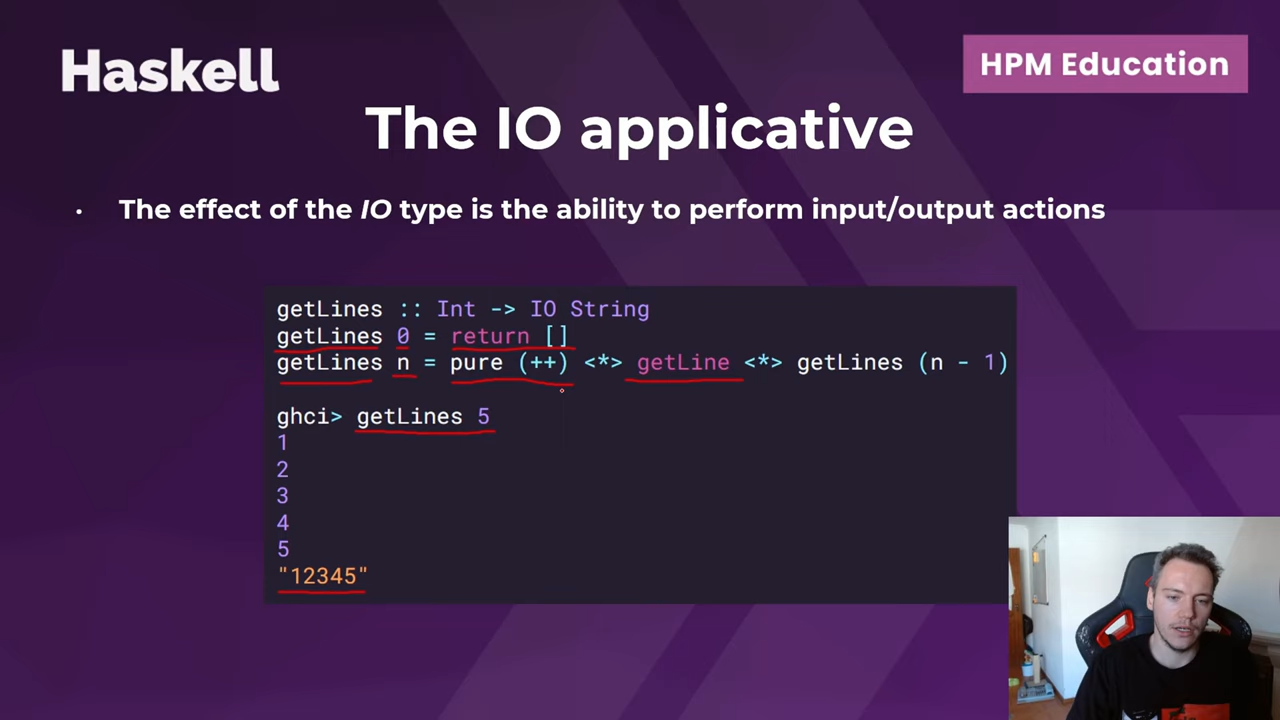 Haskell
HPM Education
The IO applicative
• The effect of the IO type is the ability to perform input/output actions
getLines :: Int -> IO String
getLines 0 = return []
getLines n = pure (++) <*> getLine <*> getLines (n - 1)
ghci> getLines 5
1
2
3
4
5
"12345"